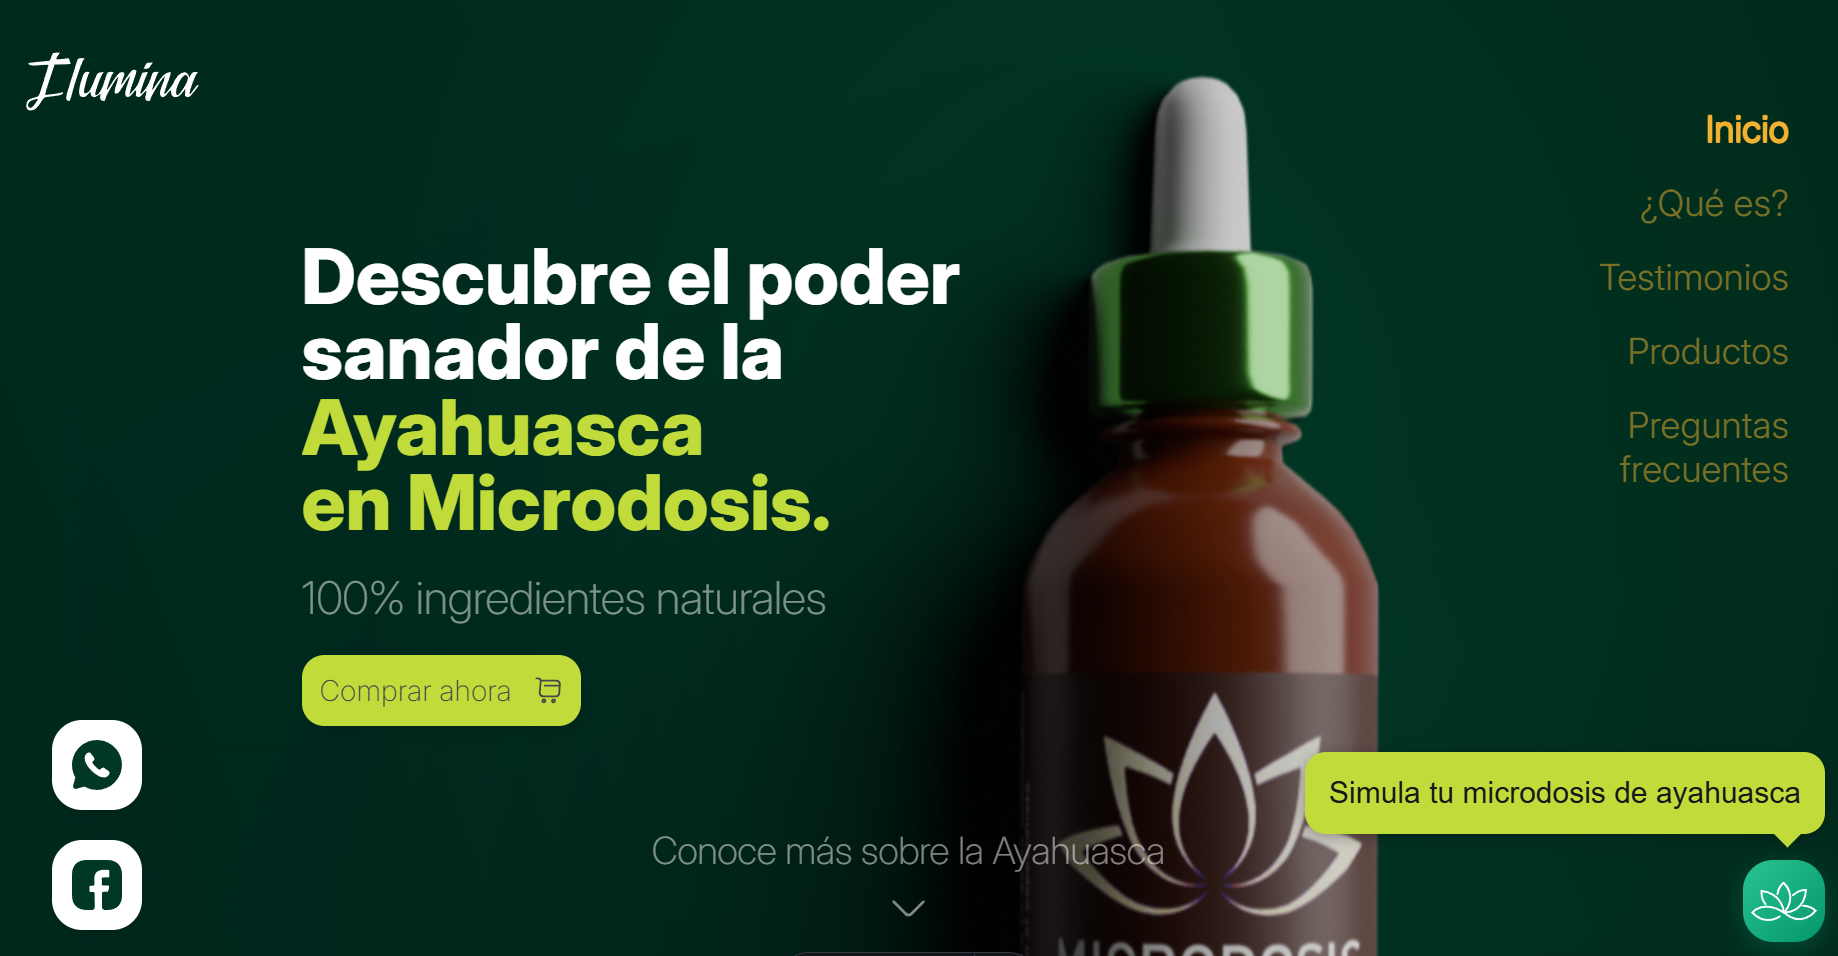 Ilumina
Inicio
¿Qué es?
Testimonios
Productos
Preguntas
frecuentes
Descubre el poder
sanador de la
Ayahuasca
en Microdosis.
100% ingredientes naturales
Comprar ahora
Simula tu microdosis de ayahuasca
Conoce más sobre la Ayahuasca
MICRODOSIS